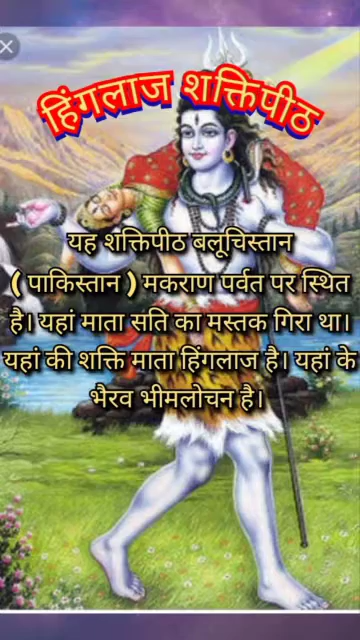 हिंगलाज शक्तिपीठ
यह शक्तिपीठ बलूचिस्तान
( पाकिस्तान ) मकराण पर्वत पर स्थित
है। यहां माता सति का मस्तक गिरा था।
यहां की शक्ति माता हिंगलाज है। यहां के
भैरव भीमलोचन है।